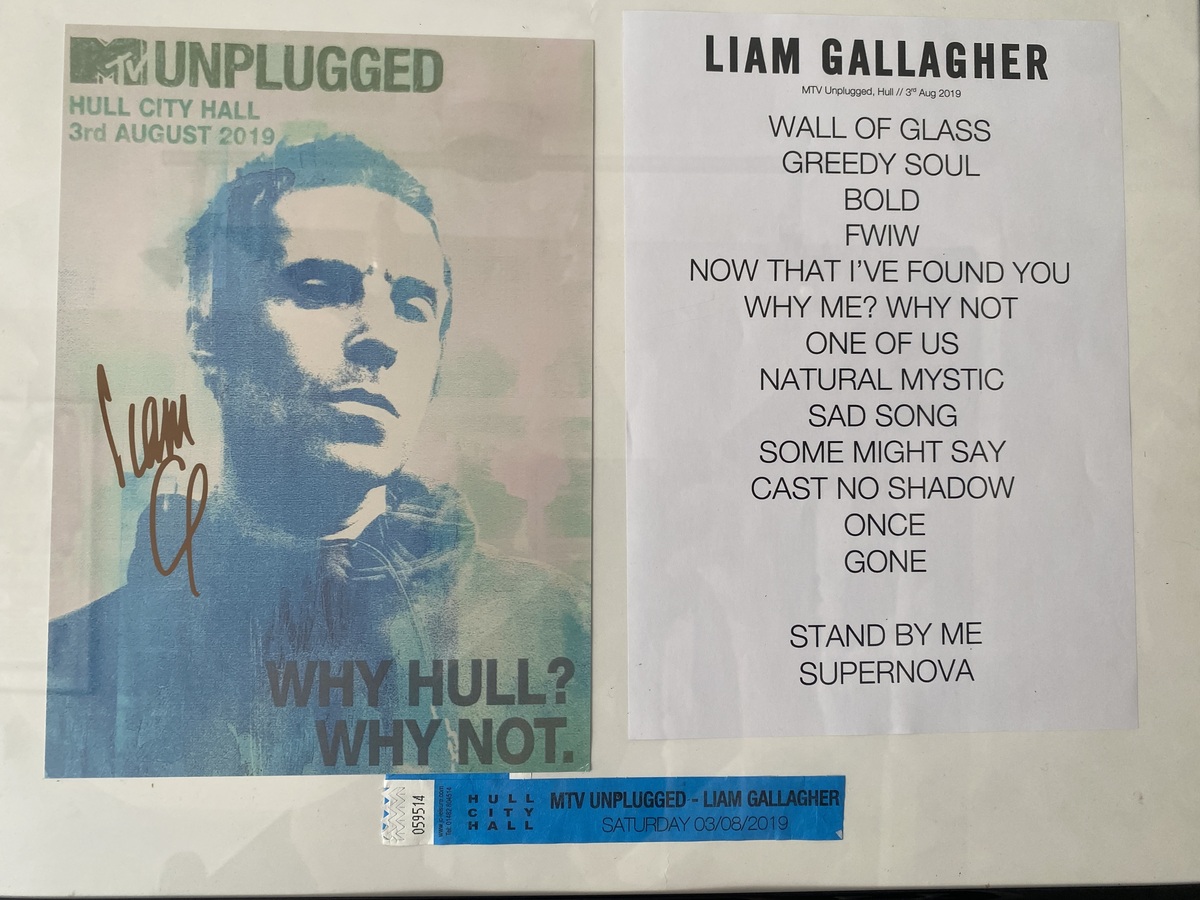 MTV UNPLUGGED
HULL CITY HALL
3rd AUGUST 2019
Liam
WHY HULL?
WHY NOT.
LIAM GALLAGHER
MTV Unplugged, Hull // 3rd Aug 2019
WALL OF GLASS
GREEDY SOUL
BOLD
FWIW
NOW THAT I'VE FOUND YOU
WHY ME? WHY NOT
ONE OF US
NATURAL MYSTIC
SAD SONG
SOME MIGHT SAY
CAST NO SHADOW
ONCE
GONE
STAND BY ME
SUPERNOVA
059514
HULL
CITY
HALL
MTV UNPLUGGED - LIAM GALLAGHER
SATURDAY 03/08/2019